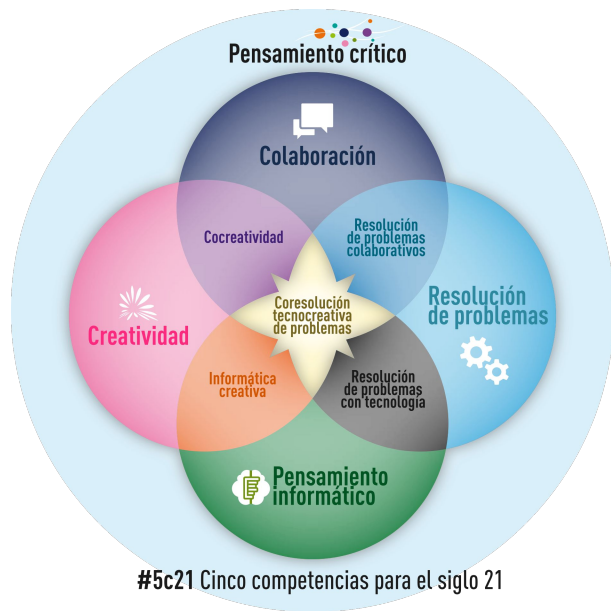 Pensamiento crítico
Colaboración
Cocreatividad
Resolución
de problemas
colaborativos
Creatividad
Coresolución
tecnocreativa
de problemas
Resolución
de problemas
Informática
creativa
Resolución
de problemas
con tecnología
Pensamiento
informático
#5c21 Cinco competencias para el siglo 21